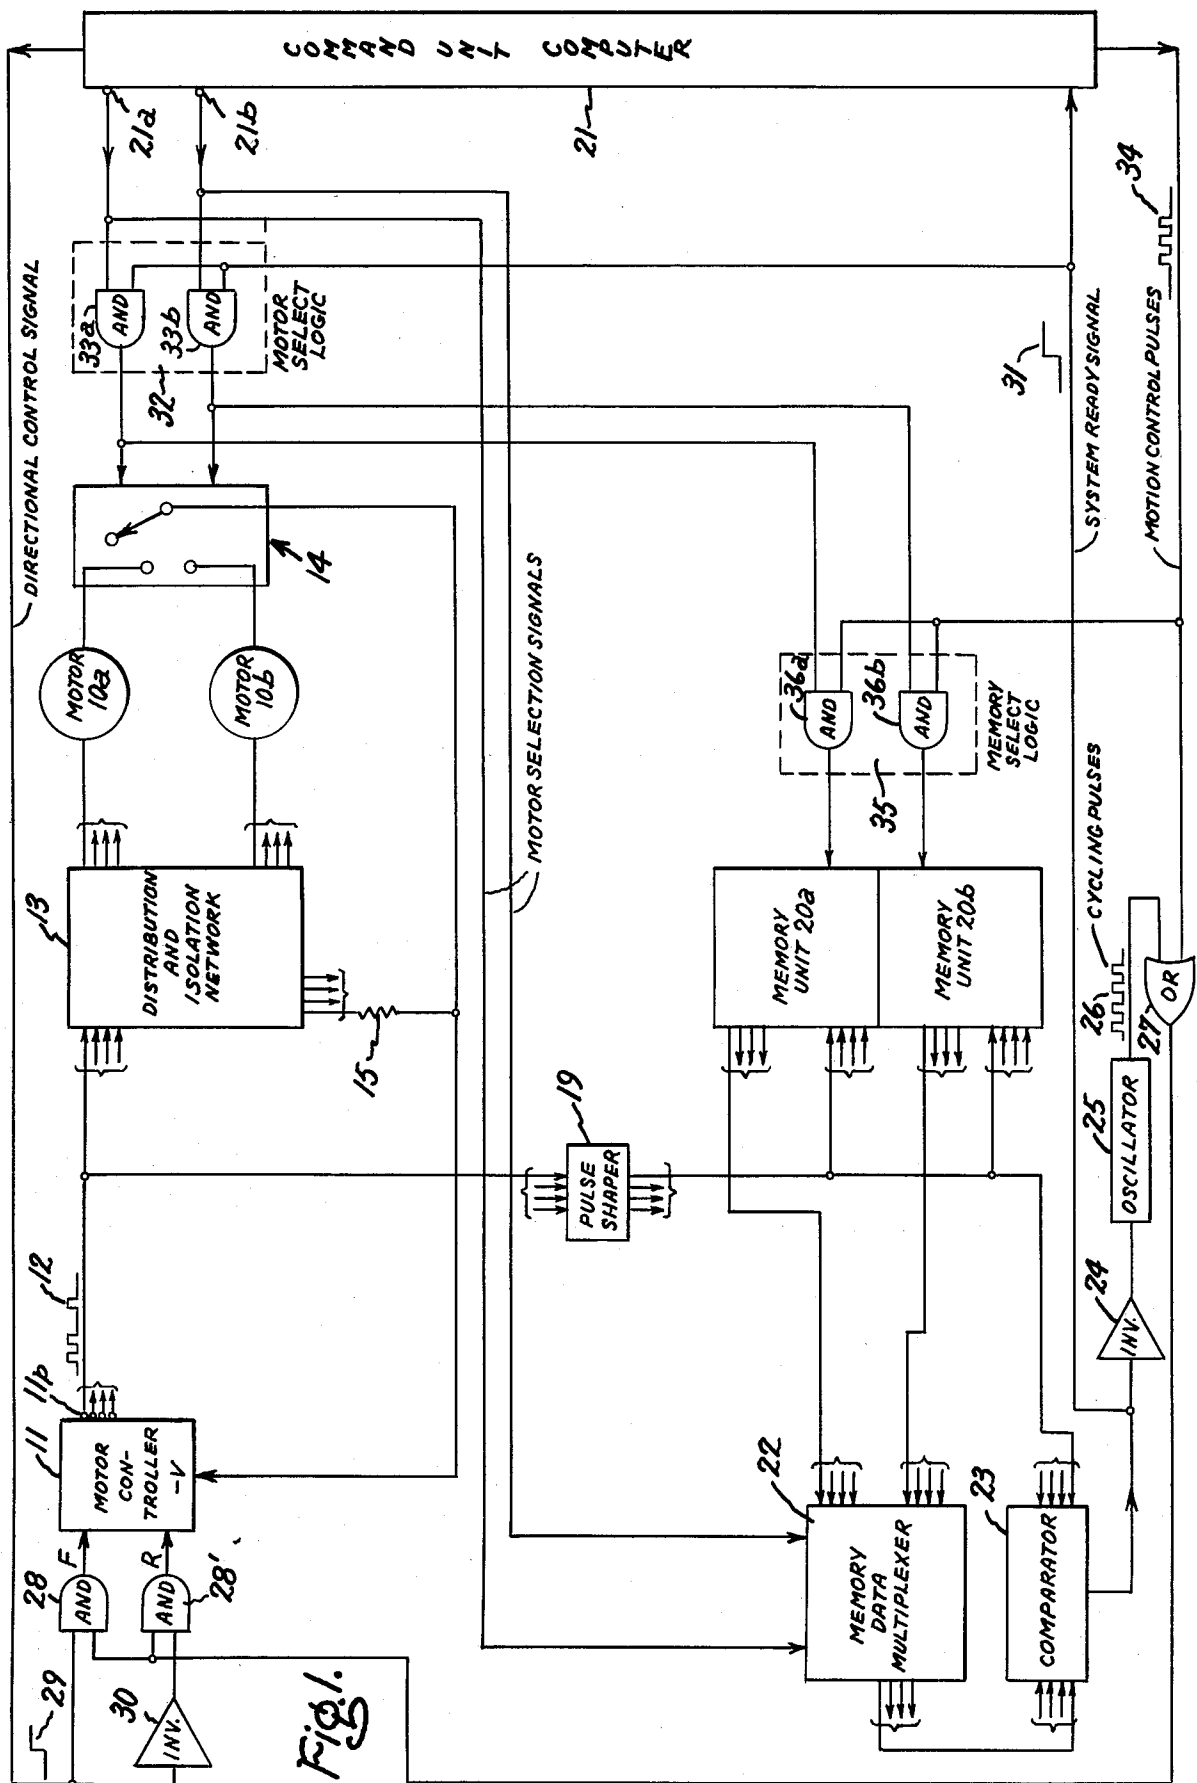 COMMAND UNIT COMPUTER
21a
21b
21
DIRECTIONAL CONTROL SIGNAL
33a
AND
33b
AND
32
MOTOR
SELECT
LOGIC
34
31
SYSTEM READY SIGNAL
MOTION CONTROL PULSES
14
MOTOR
10a
MOTOR
10b
MOTOR SELECTION SIGNALS
36a
AND
36b
AND
35
MEMORY
SELECT
LOGIC
13
DISTRIBUTION
AND
ISOLATION
NETWORK
15
MEMORY
UNIT 20a
MEMORY
UNIT 20b
CYCLING PULSES
26
27
OR
19
PULSE
SHAPER
25
OSCILLATOR
24
INV.
12
11p
11
MOTOR
CON-
TROLLER
-V
F
R
28
AND
AND
28'
29
30
INV.
22
MEMORY
DATA
MULTIPLEXER
23
COMPARATOR
Fig. 1.